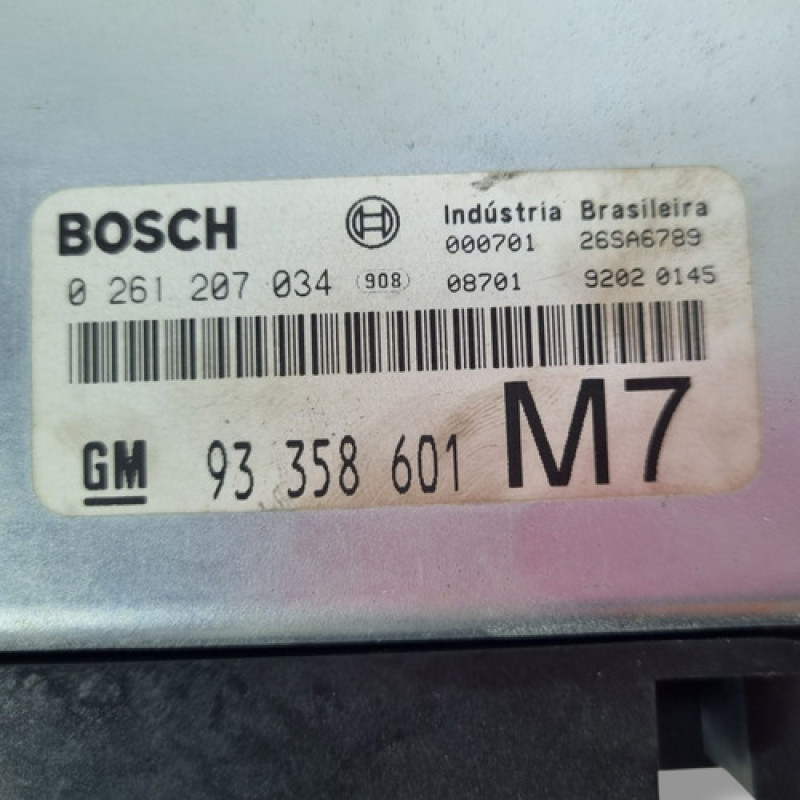 BOSCH Indústria Brasileira
000701 26SA6789
0 261 207 034 (908) 08701 9202 0145
GM 93 358 601 M7